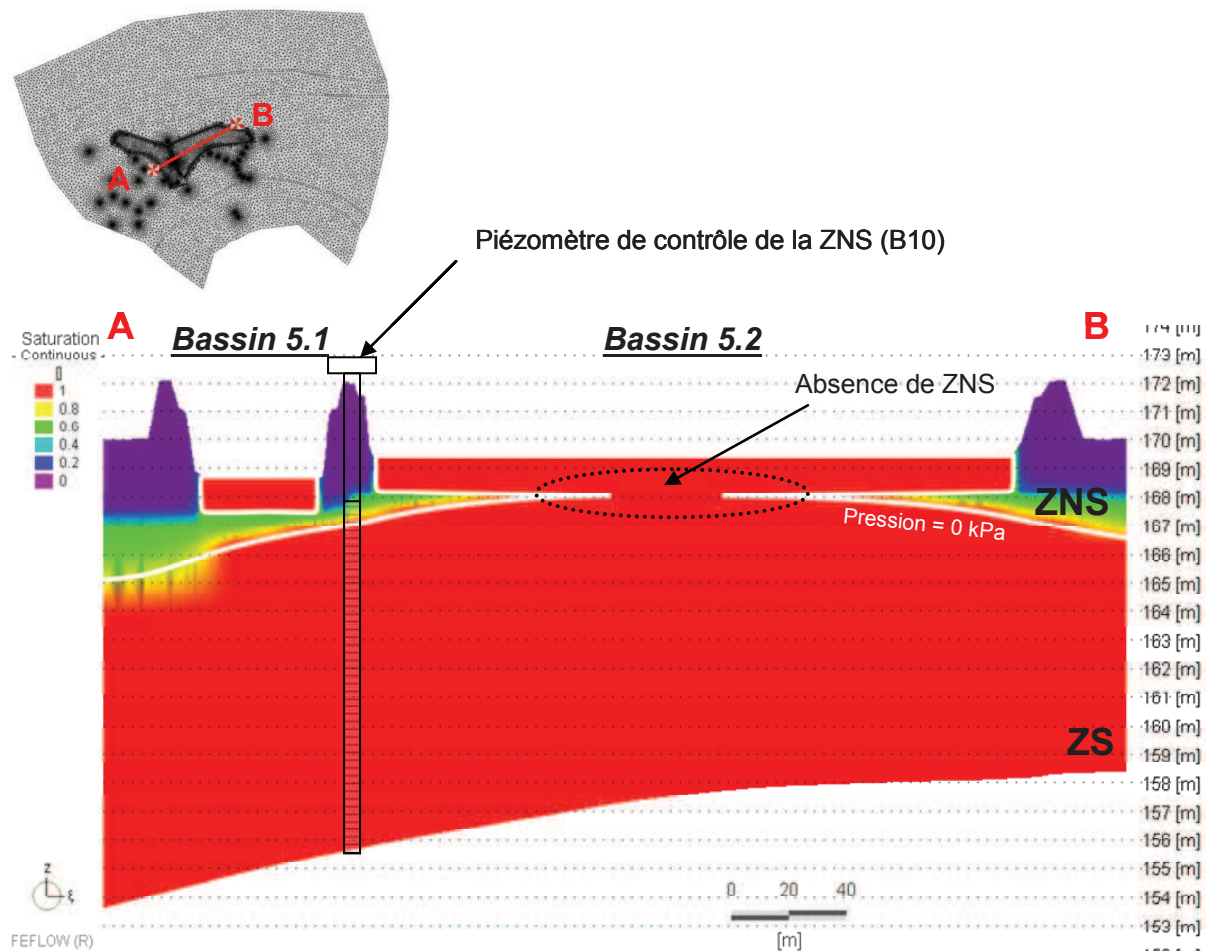 B
A
Piézomètre de contrôle de la ZNS (B10)
A
Bassin 5.1
Bassin 5.2
B
Saturation
- Continuous -
[]
1
0.8
0.6
0.4
0.2
0
Absence de ZNS
174 [m]
173 [m]
172 [m]
171 [m]
170 [m]
169 [m]
168 [m]
167 [m]
166 [m]
165 [m]
164 [m]
163 [m]
162 [m]
161 [m]
160 [m]
159 [m]
158 [m]
157 [m]
156 [m]
155 [m]
154 [m]
153 [m]
ZNS
Pression = 0 kPa
ZS
z
ξ
0 20 40
[m]
FEFLOW (R)